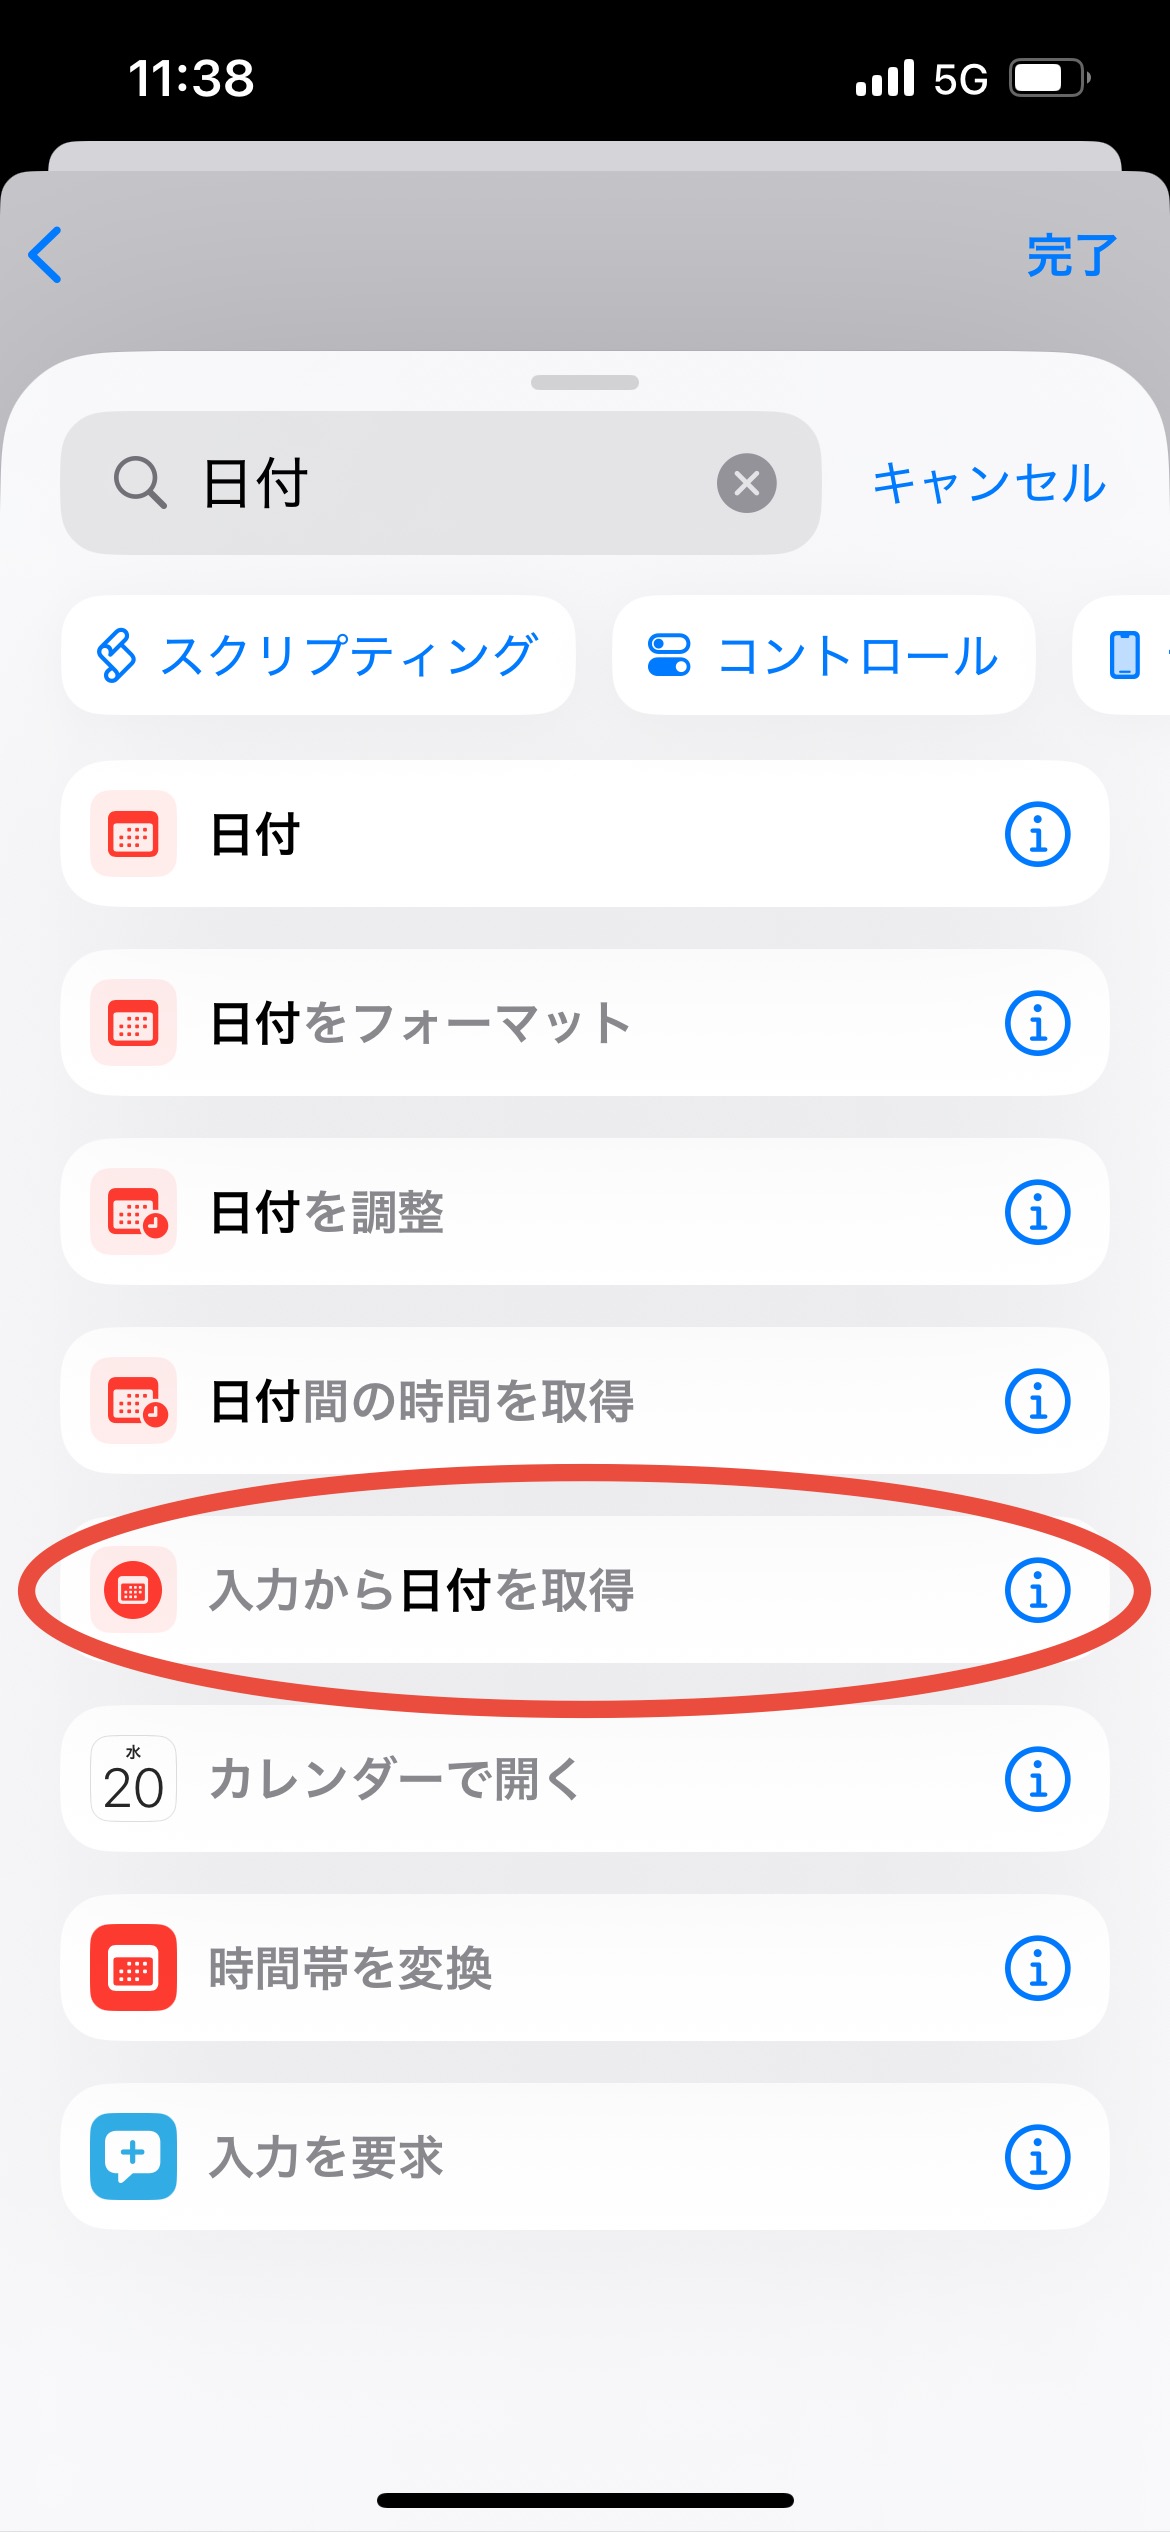 11:38
5G
完了
日付
キャンセル
スクリプティング
コントロール
日付
日付をフォーマット
日付を調整
日付間の時間を取得
入力から日付を取得
水
20
カレンダーで開く
時間帯を変換
入力を要求